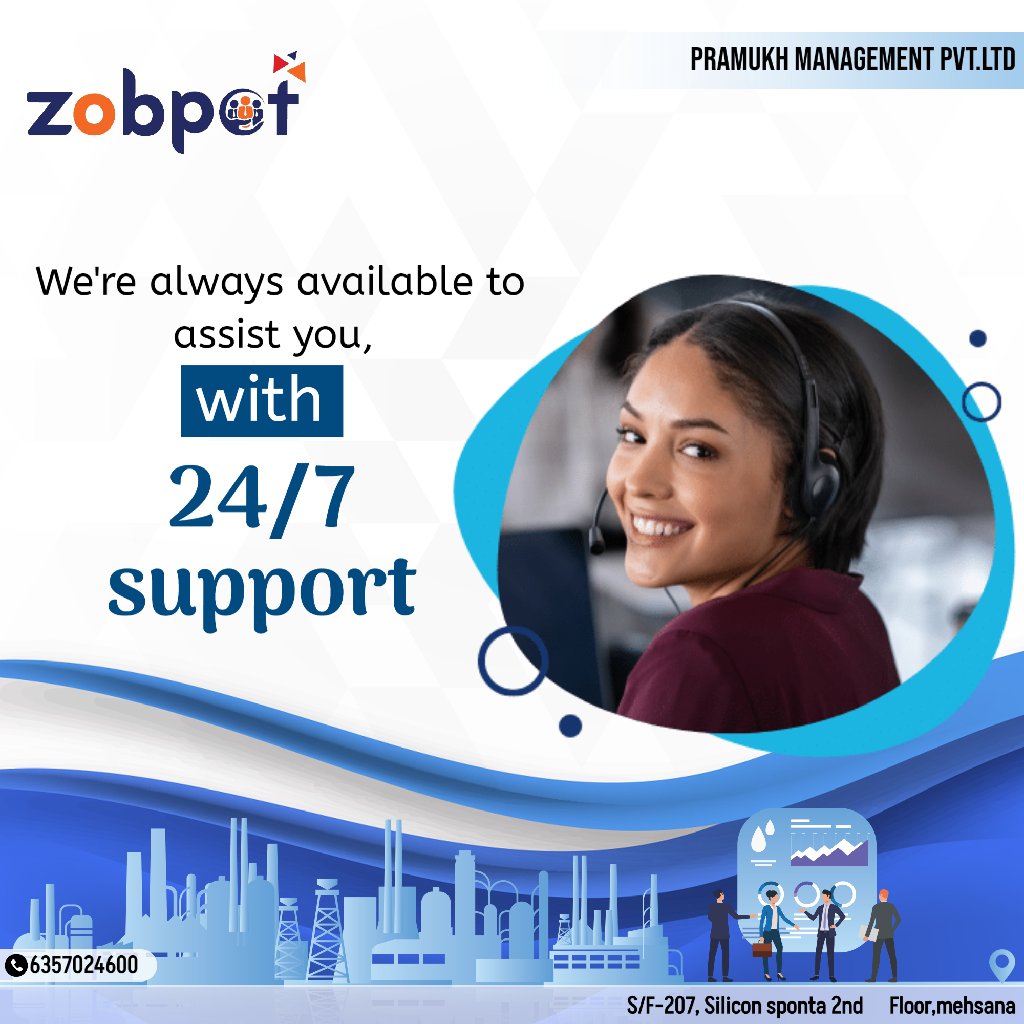 zobpot
PRAMUKH MANAGEMENT PVT.LTD
We're always available to
assist you,
with
24/7
support
6357024600
S/F-207, Silicon sponta 2nd Floor,mehsana